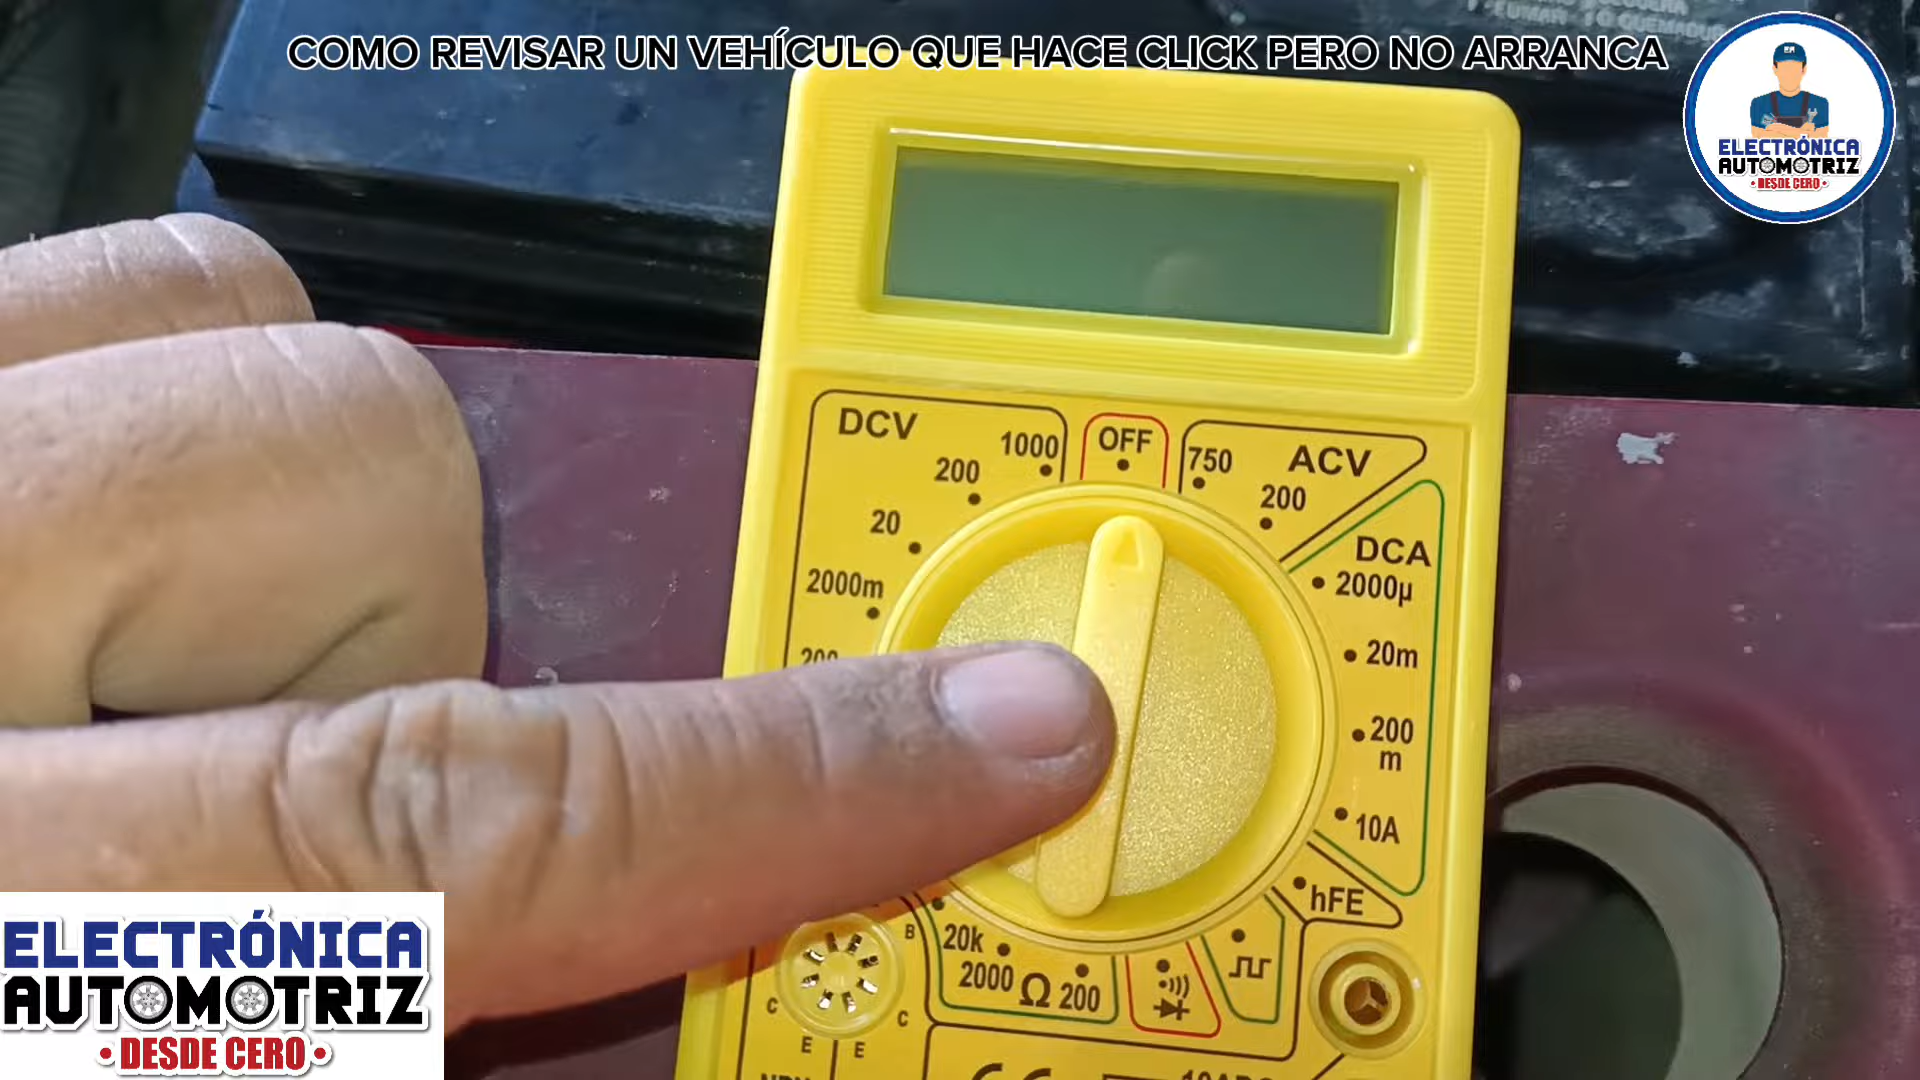 COMO REVISAR UN VEHÍCULO QUE HACE CLICK PERO NO ARRANCA
ELECTRÓNICA
AUTOMOTRIZ
• DESDE CERO •
DCV
1000
OFF
750
ACV
200
200
20
DCA
2000µ
2000m
20m
200
m
10A
hFE
20k
2000
Ω
200
B
C
C
E
E
ELECTRÓNICA
AUTOMOTRIZ
• DESDE CERO •